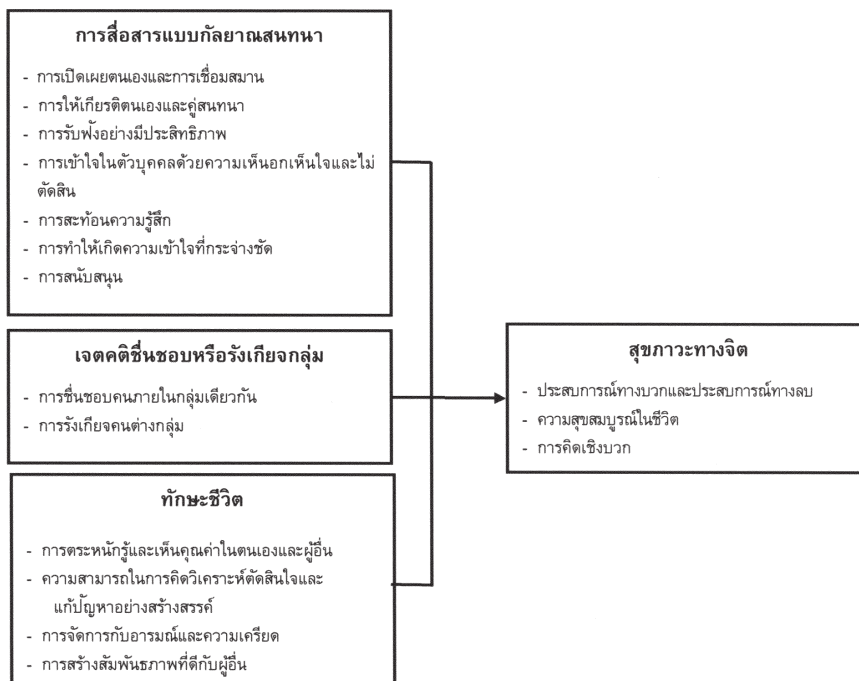 การสื่อสารแบบกัลยาณสนทนา
- การเปิดเผยตนเองและการเชื่อมสมาน
- การให้เกียรติตนเองและคู่สนทนา
- การรับฟังอย่างมีประสิทธิภาพ
- การเข้าใจในตัวบุคคลด้วยความเห็นอกเห็นใจและไม่
ตัดสิน
- การสะท้อนความรู้สึก
- การทำให้เกิดความเข้าใจที่กระจ่างชัด
- การสนับสนุน
เจตคติชื่นชอบหรือรังเกียจกลุ่ม
- การชื่นชอบคนภายในกลุ่มเดียวกัน
- การรังเกียจคนต่างกลุ่ม
ทักษะชีวิต
- การตระหนักรู้และเห็นคุณค่าในตนเองและผู้อื่น
- ความสามารถในการคิดวิเคราะห์ตัดสินใจและ
แก้ปัญหาอย่างสร้างสรรค์
- การจัดการกับอารมณ์และความเครียด
- การสร้างสัมพันธภาพที่ดีกับผู้อื่น
สุขภาวะทางจิต
- ประสบการณ์ทางบวกและประสบการณ์ทางลบ
- ความสุขสมบูรณ์ในชีวิต
- การคิดเชิงบวก